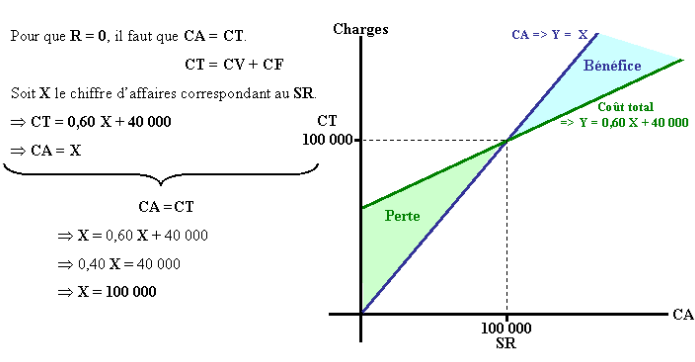 Pour que R = 0, il faut que CA = CT.
CT = CV + CF
Soit X le chiffre d'affaires correspondant au SR.
⇒ CT = 0,60 X + 40 000
⇒ CA = X
CA = CT
⇒ X = 0,60 X + 40 000
⇒ 0,40 X = 40 000
⇒ X = 100 000
Charges
CA => Y = X
Bénéfice
Coût total
=> Y = 0,60 X + 40 000
CT
100 000
Perte
CA
100 000
SR